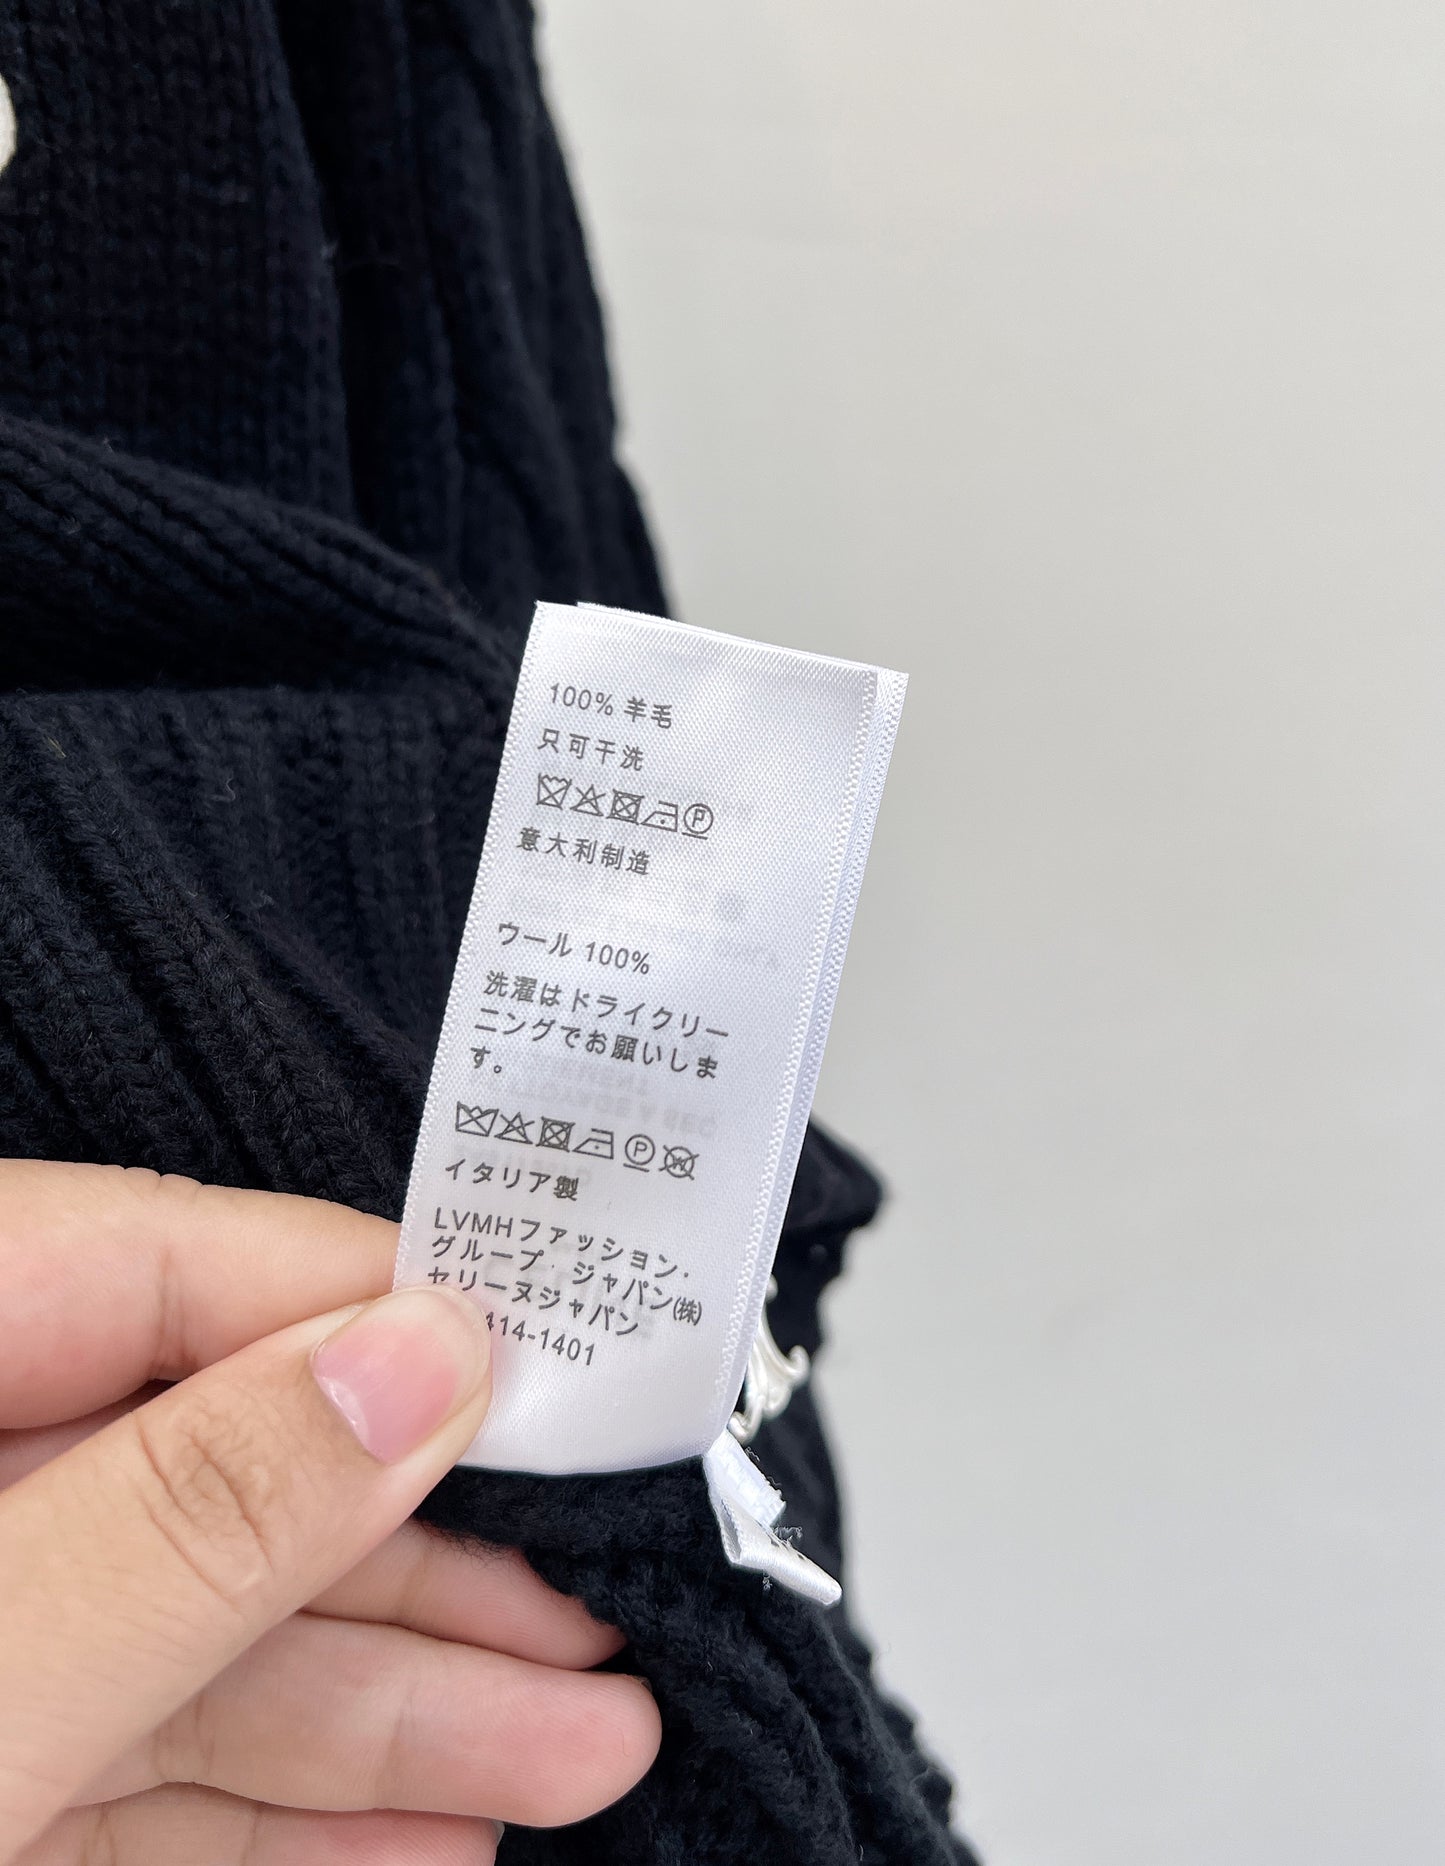 100% 羊毛
只可干洗
P
意大利制造
ウール 100%
洗濯はドライクリー
ニングでお願いしま
す。
P W
イタリア製
LVMHファッション・
グループ・ジャパン(株)
セリーヌジャパン
414-1401